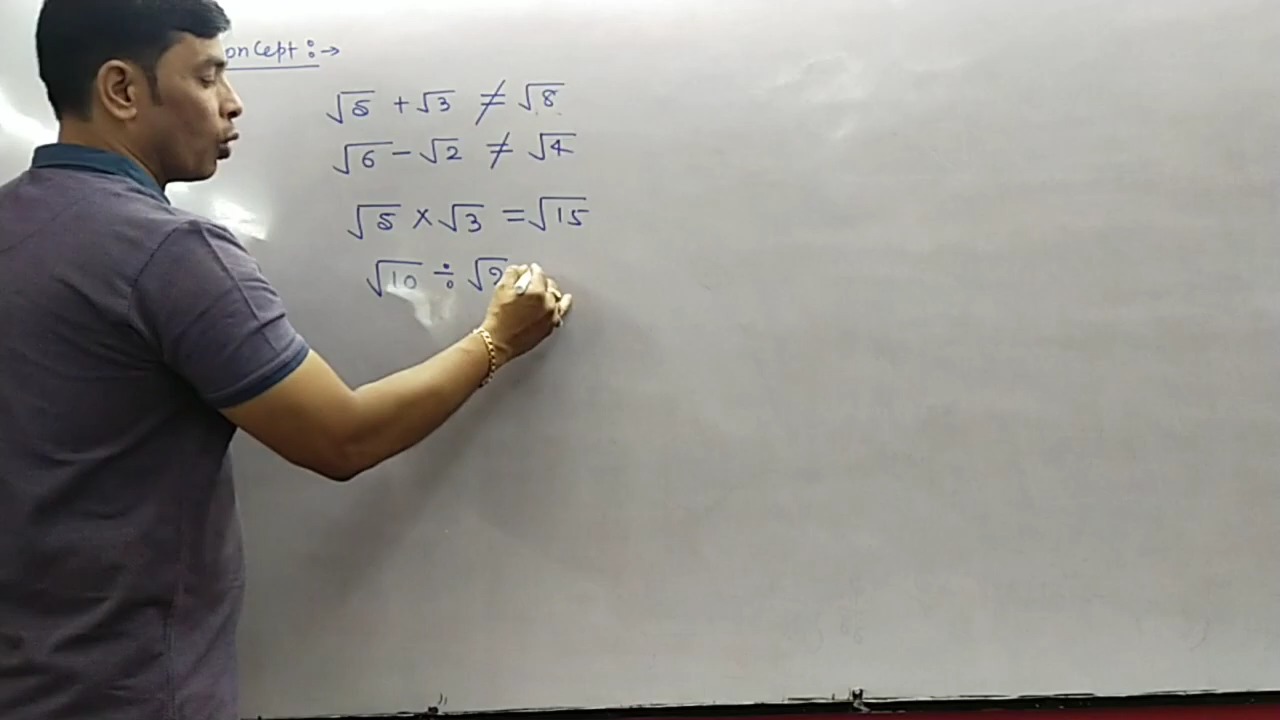 oncept :→
√5 + √3 ≠ √8
√6 - √2 ≠ √4
√5 × √3 = √15
√10 ÷ √2